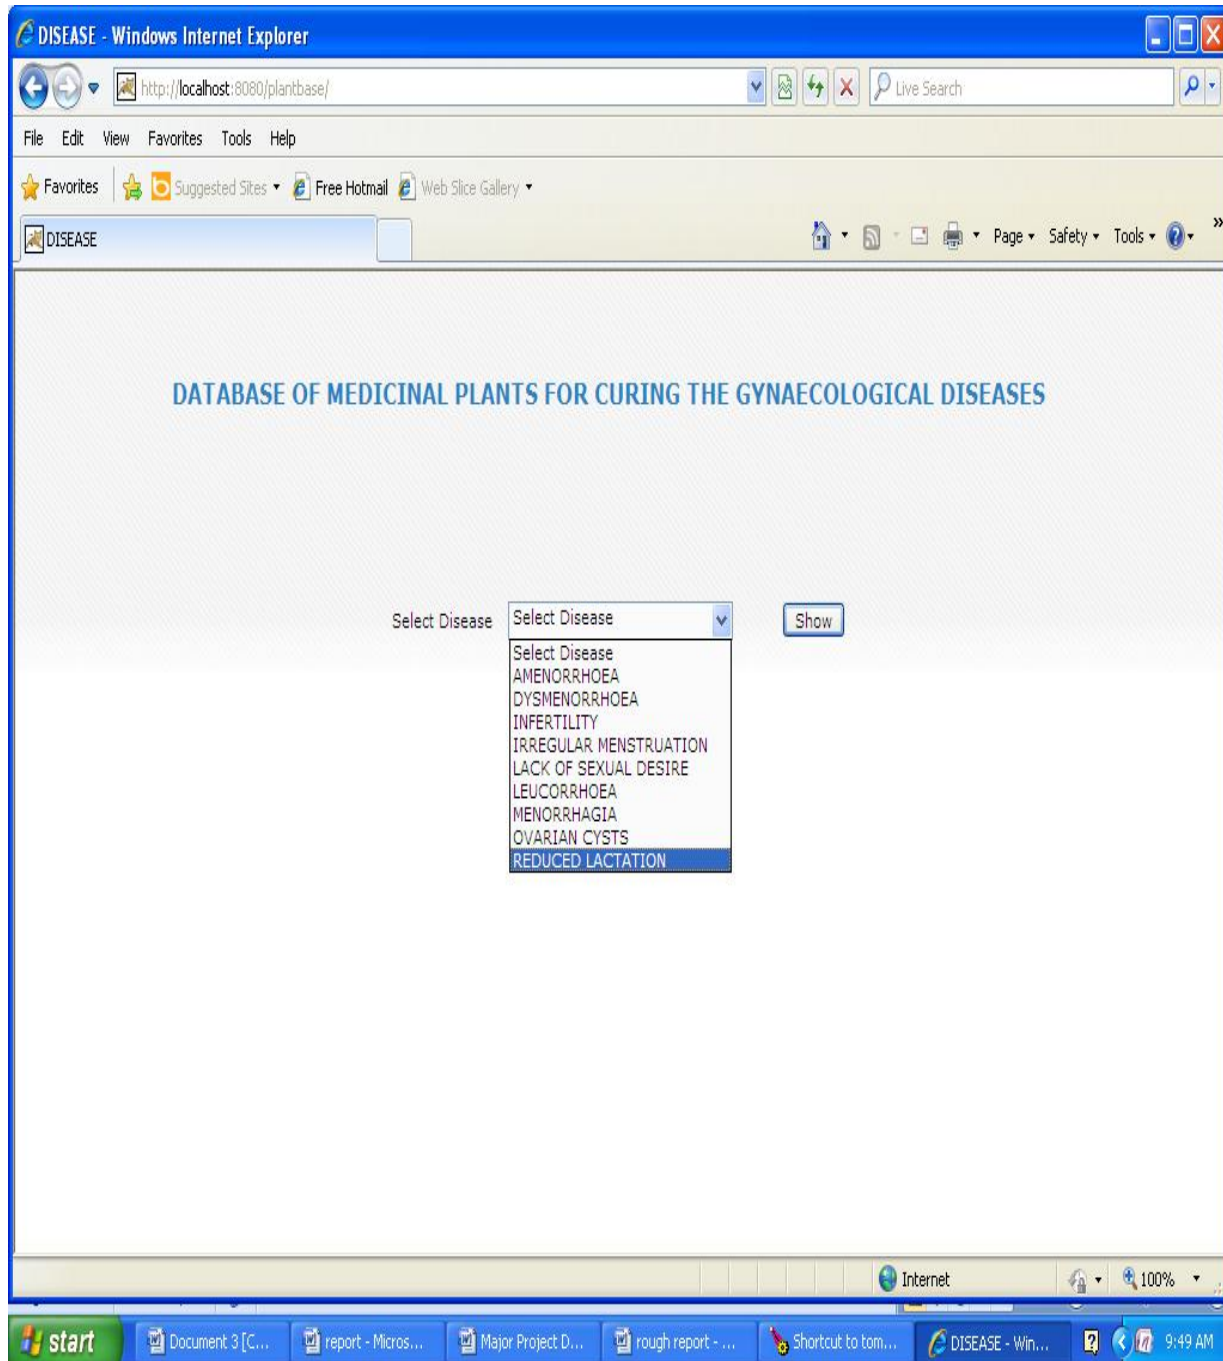 DISEASE - Windows Internet Explorer
http://localhost:8080/plantbase/
Live Search
File Edit View Favorites Tools Help
Favorites Suggested Sites Free Hotmail Web Slice Gallery
DISEASE
Page Safety Tools »
DATABASE OF MEDICINAL PLANTS FOR CURING THE GYNAECOLOGICAL DISEASES
Select Disease Select Disease Show
Select Disease
AMENORRHOEA
DYSMENORRHOEA
INFERTILITY
IRREGULAR MENSTRUATION
LACK OF SEXUAL DESIRE
LEUCORRHOEA
MENORRHAGIA
OVARIAN CYSTS
REDUCED LACTATION
Internet 100%
start Document 3 [C... report - Micros... Major Project D... rough report - ... Shortcut to tom... DISEASE - Win... 9:49 AM